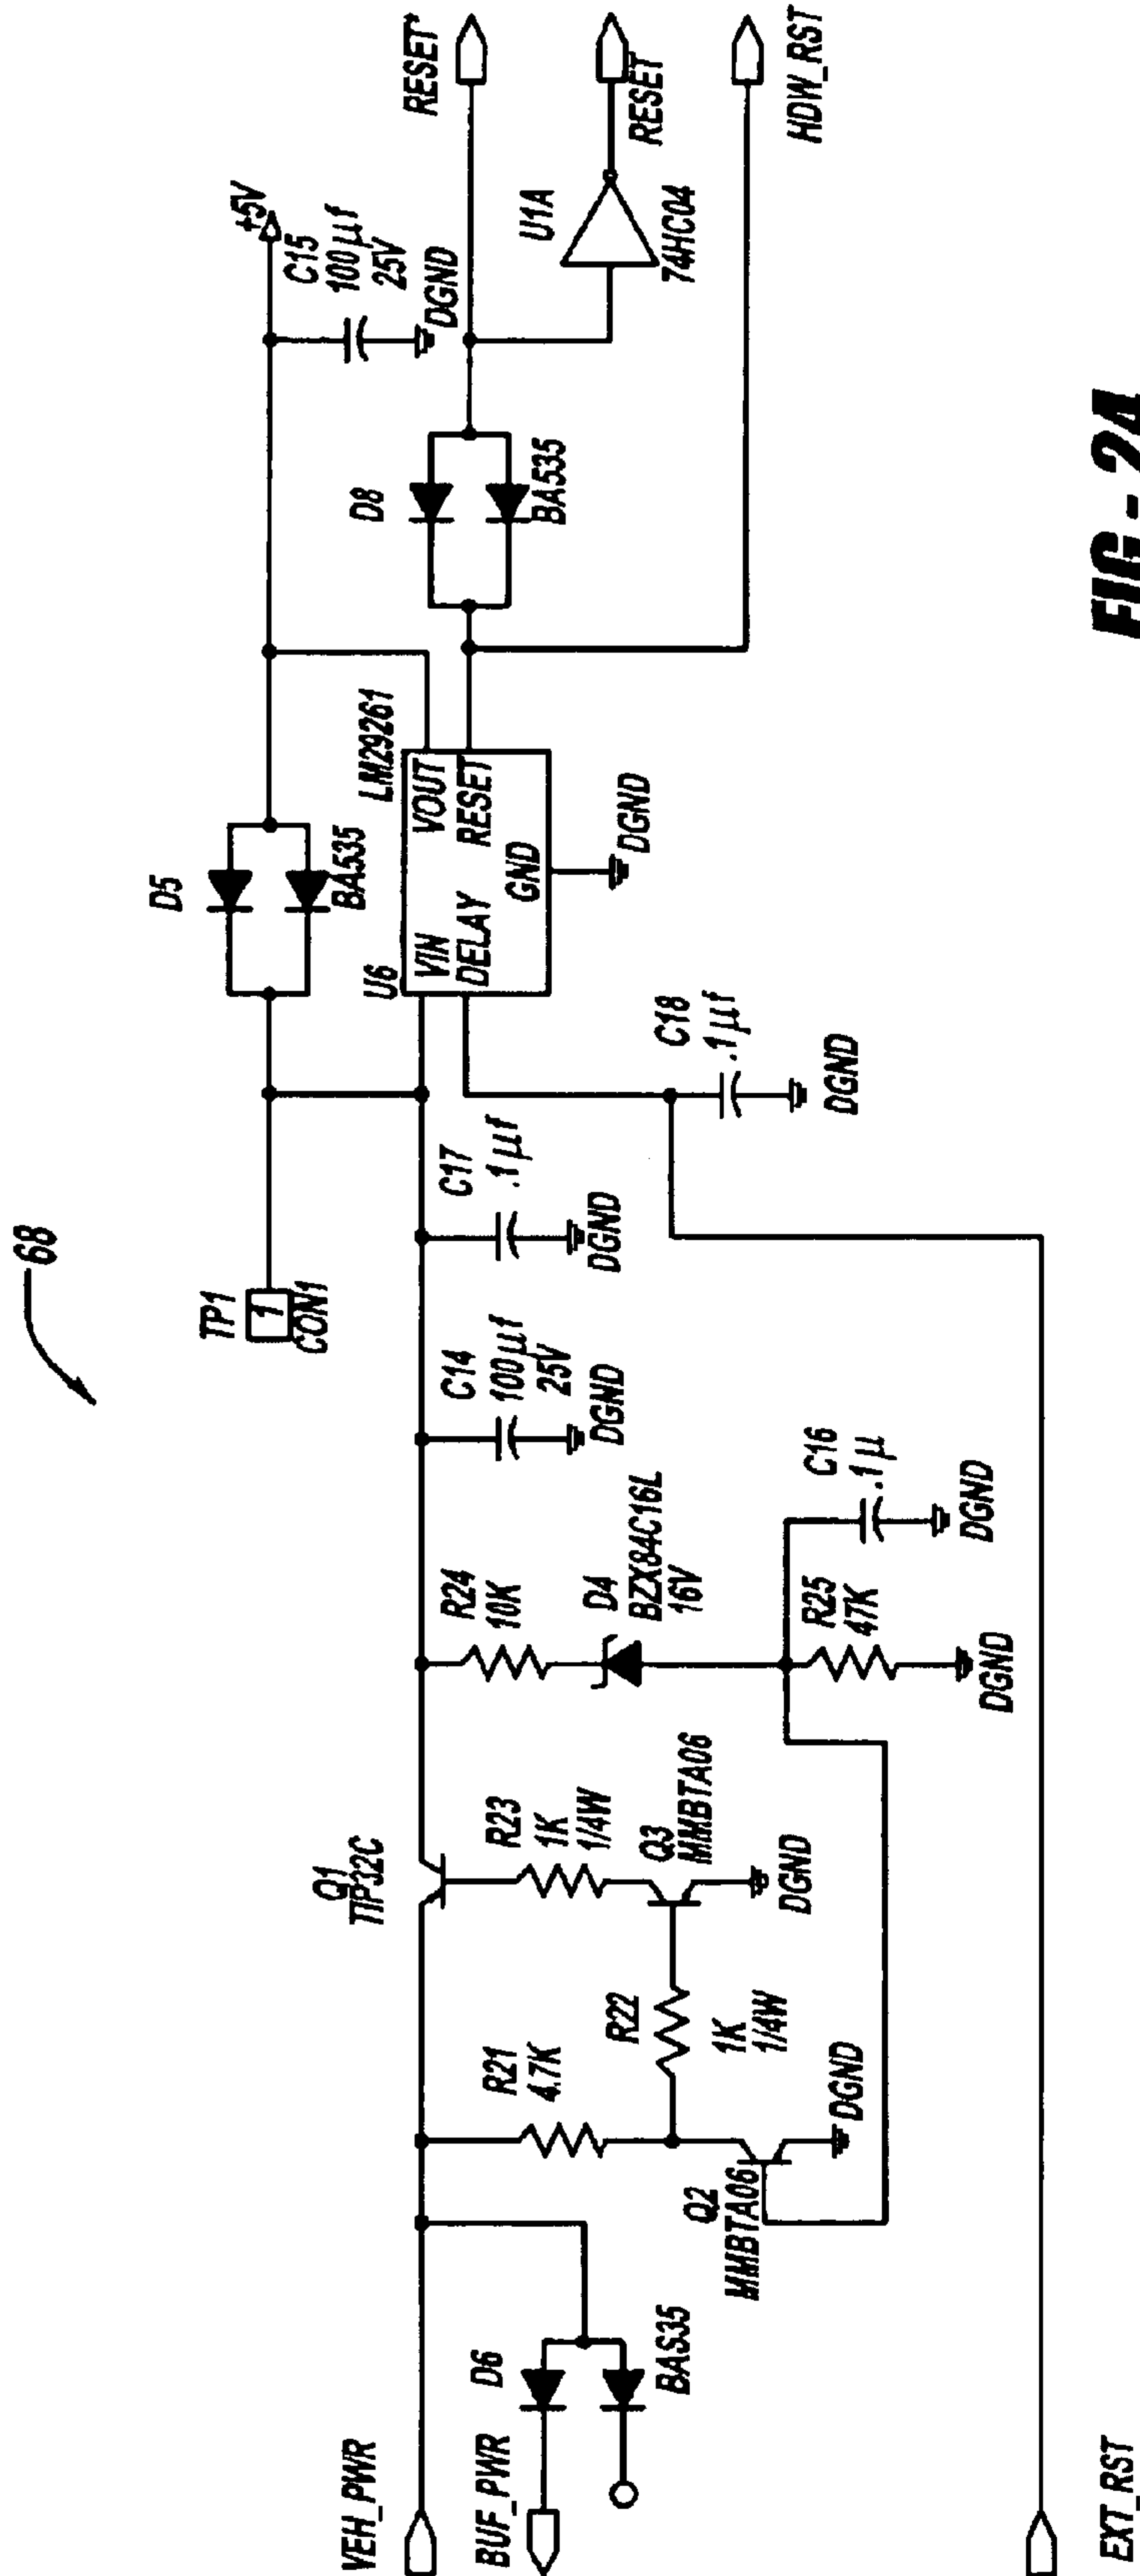 68
VEH_PWR
BUF_PWR
D6
BAS35
EXT_RST
R21
4.7K
Q2
MMBTA06
DGND
R22
1K
1/4W
Q1
TIP32C
R23
1K
1/4W
Q3
MMBTA06
DGND
R24
10K
D4
BZX84C16L
16V
R25
47K
DGND
C16
.1µ
DGND
C14
100µf
25V
DGND
C17
.1µf
DGND
TP1
1
CON1
C18
.1µf
DGND
D5
BA535
U6
LM29261
VIN
VOUT
DELAY
RESET
GND
DGND
D8
BA535
+5V
C15
100µf
25V
DGND
RESET*
U1A
74HC04
RESET
HDW_RST